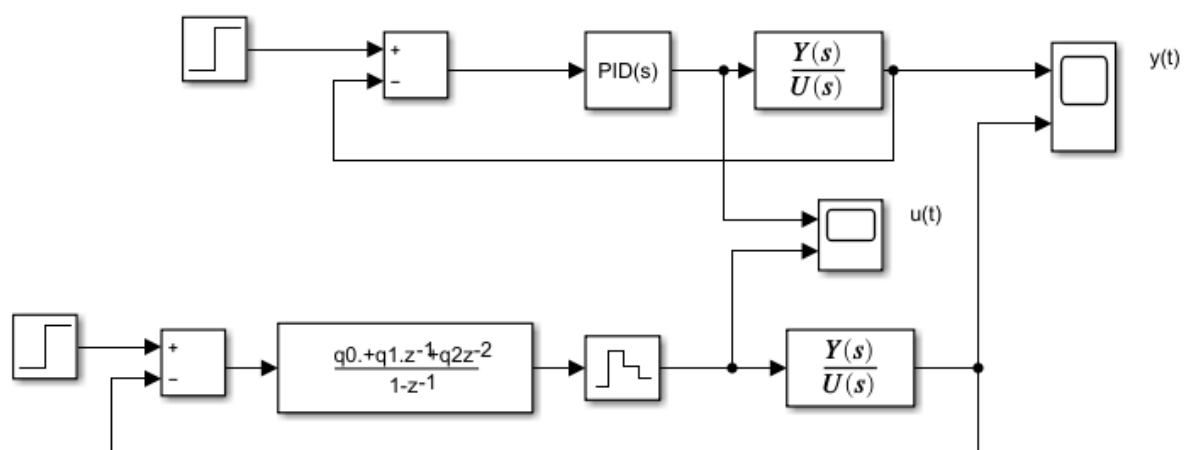 +
−
PID(s)
Y(s)
U(s)
y(t)
u(t)
+
−
q0.+q1.z-1+q2z-2
1-z-1
Y(s)
U(s)